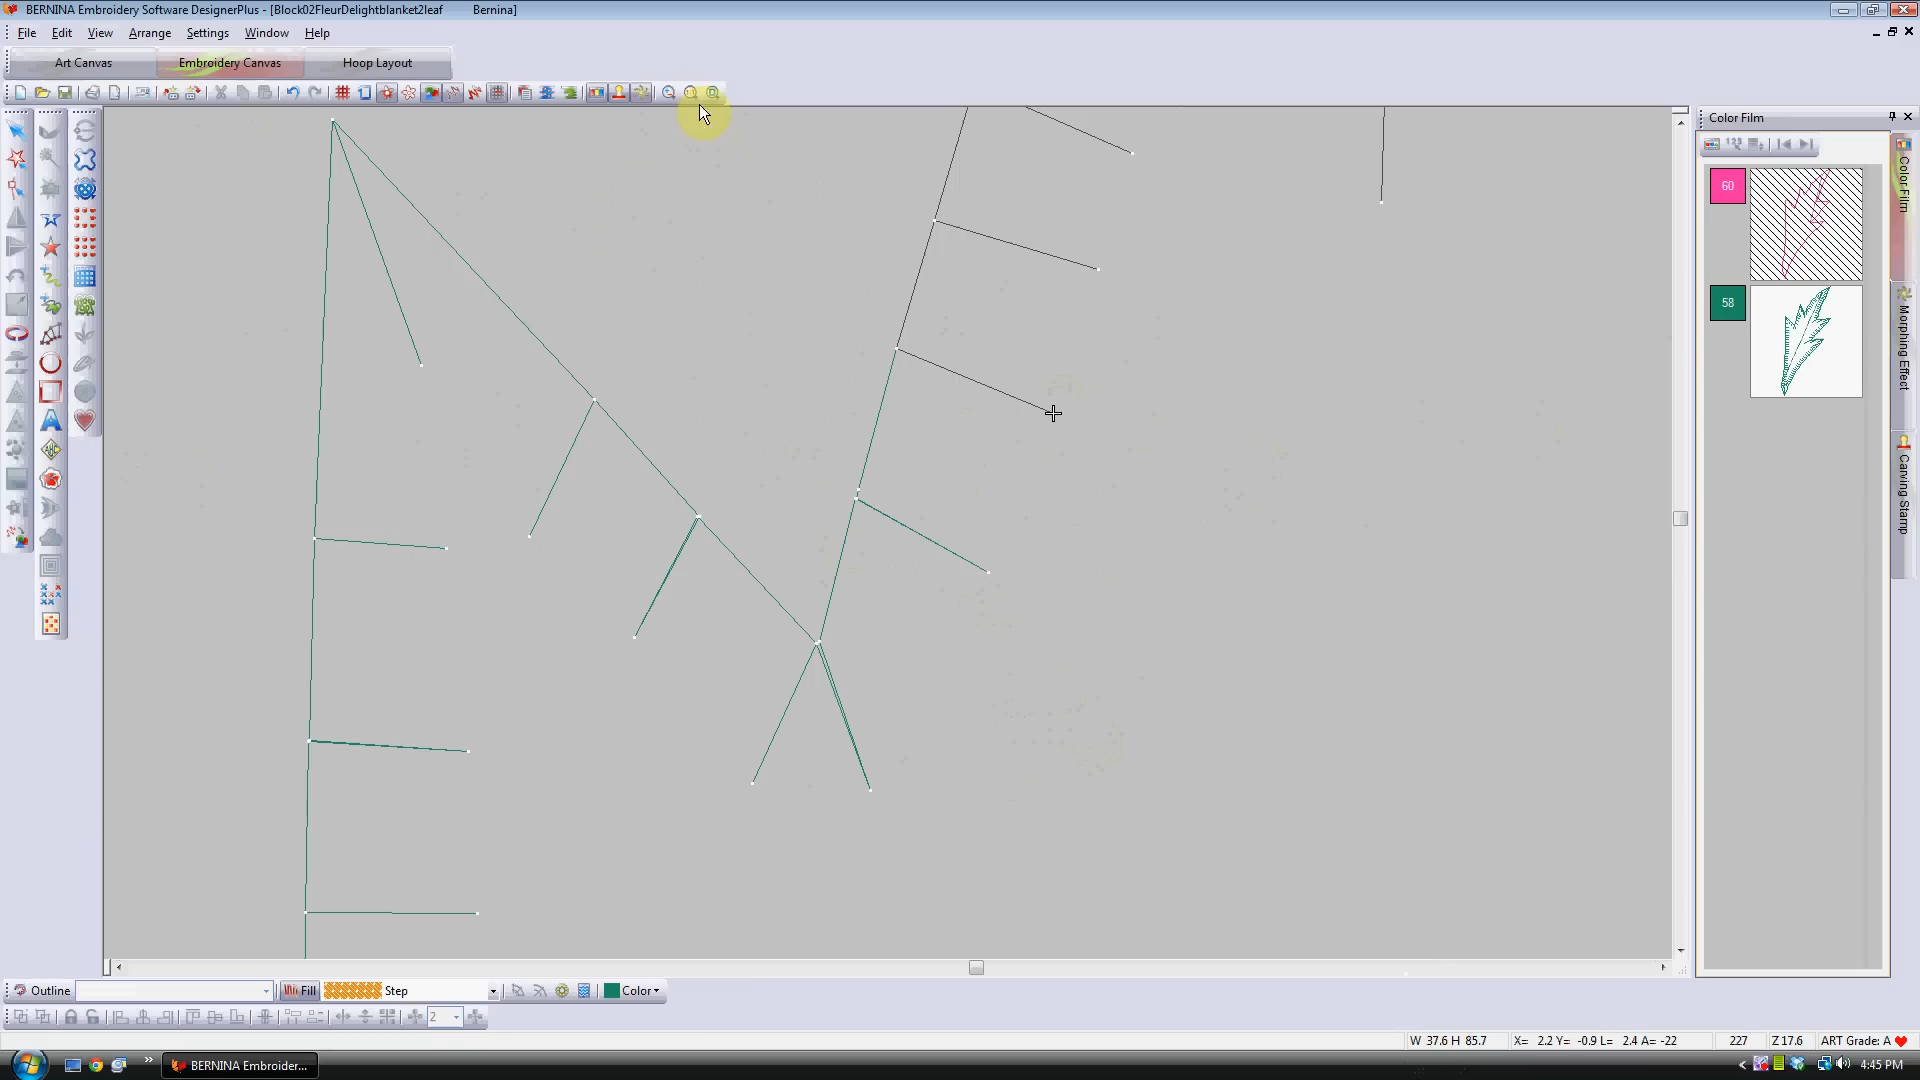 BERNINA Embroidery Software DesignerPlus - [Block02FleurDelightblanket2leaf Bernina]
File Edit View Arrange Settings Window Help
Art Canvas Embroidery Canvas Hoop Layout
Color Film
60
58
Color Film
Morphing Effect
Carving Stamp
Outline Fill Step Color
2
W 37.6 H 85.7 X= 2.2 Y= -0.9 L= 2.4 A= -22 227 Z 17.6 ART Grade: A
BERNINA Embroider... 4:45 PM